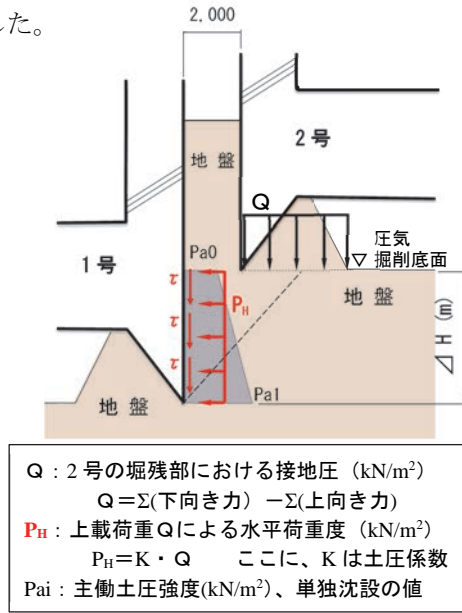 した。
2,000
2号
地 盤
Q
圧気
掘削底面
Pa0
1号
地 盤
τ
PH
τ
τ
⊿H (m)
Pa1
地 盤
Q：2号の堀残部における接地圧（kN/m²）
Q＝Σ(下向き力) －Σ(上向き力)
PH：上載荷重Qによる水平荷重度（kN/m²）
PH＝K・Q　ここに、K は土圧係数
Pai：主働土圧強度(kN/m²)、単独沈設の値